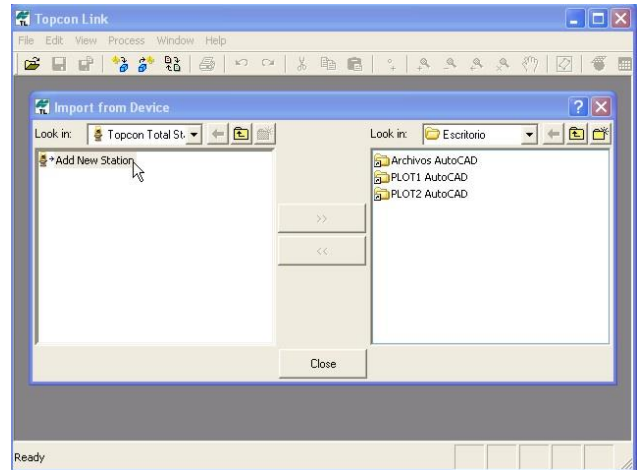 Topcon Link
File Edit View Process Window Help
Import from Device
Look in: Topcon Total St
Look in: Escritorio
Add New Station
Archivos AutoCAD
PLOT1 AutoCAD
PLOT2 AutoCAD
>>
<<
Close
Ready